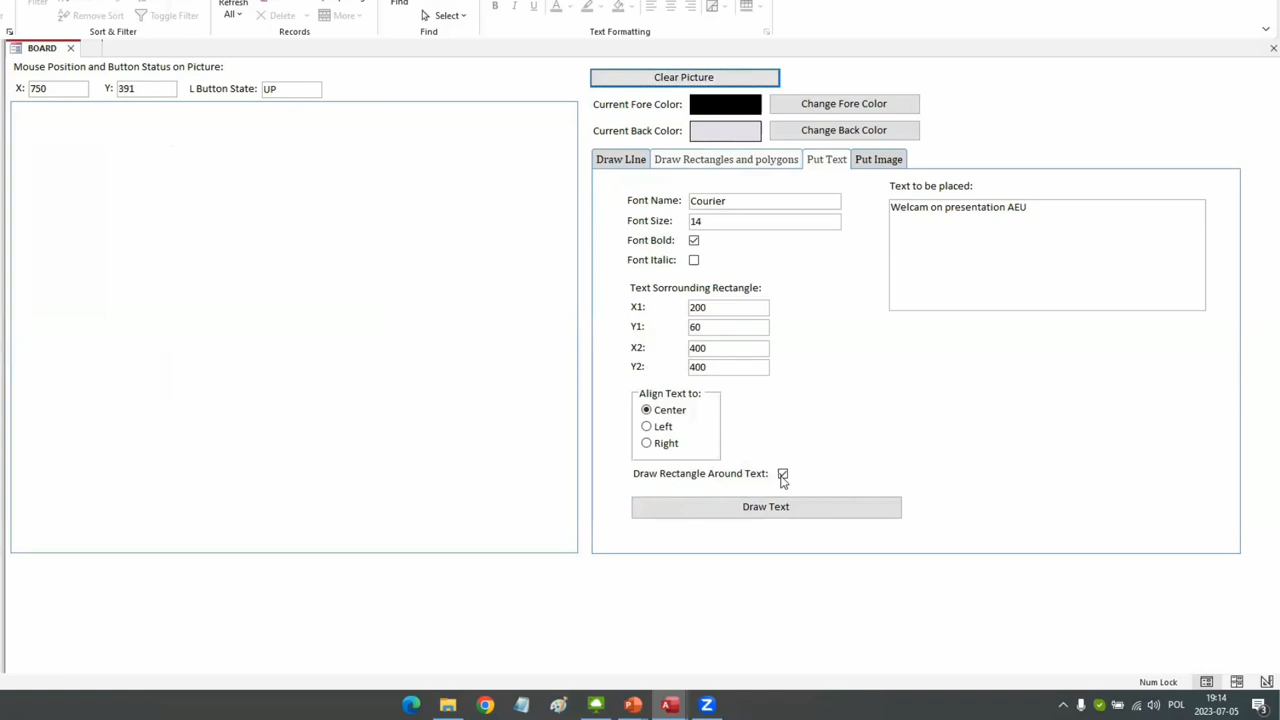 Filter
Remove Sort
Toggle Filter
Sort & Filter
Refresh
All
Delete
More
Records
Find
Select
Find
B I U A
Text Formatting
BOARD
Mouse Position and Button Status on Picture:
X: 750 Y: 391 L Button State: UP
Clear Picture
Current Fore Color: Change Fore Color
Current Back Color: Change Back Color
Draw LIne Draw Rectangles and polygons Put Text Put Image
Font Name: Courier
Font Size: 14
Font Bold:
Font Italic:
Text Sorrounding Rectangle:
X1: 200
Y1: 60
X2: 400
Y2: 400
Align Text to:
Center
Left
Right
Draw Rectangle Around Text:
Draw Text
Text to be placed:
Welcam on presentation AEU
Num Lock
POL
19:14
2023-07-05
3